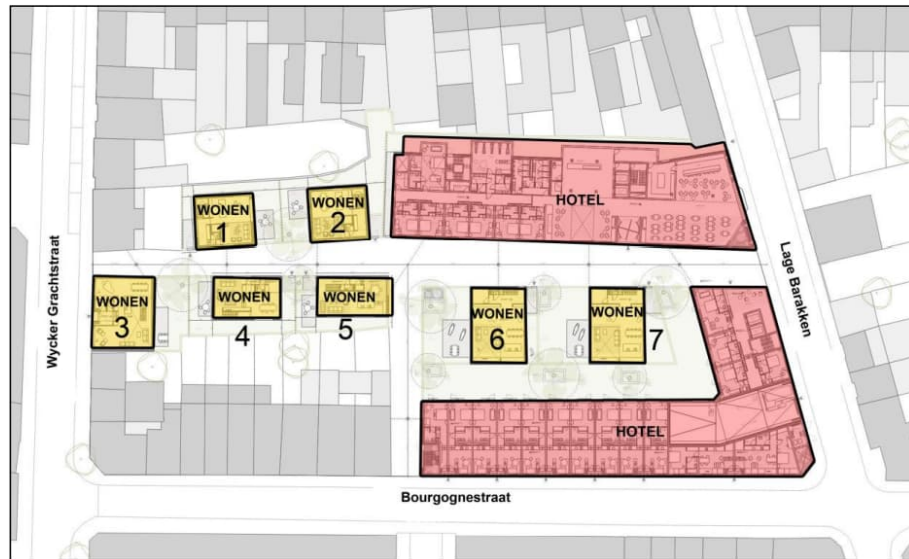 WONEN
1
WONEN
2
HOTEL
WONEN
3
WONEN
4
WONEN
5
WONEN
6
WONEN
7
HOTEL
Wycker Grachtstraat
Lage Barakken
Bourgognestraat